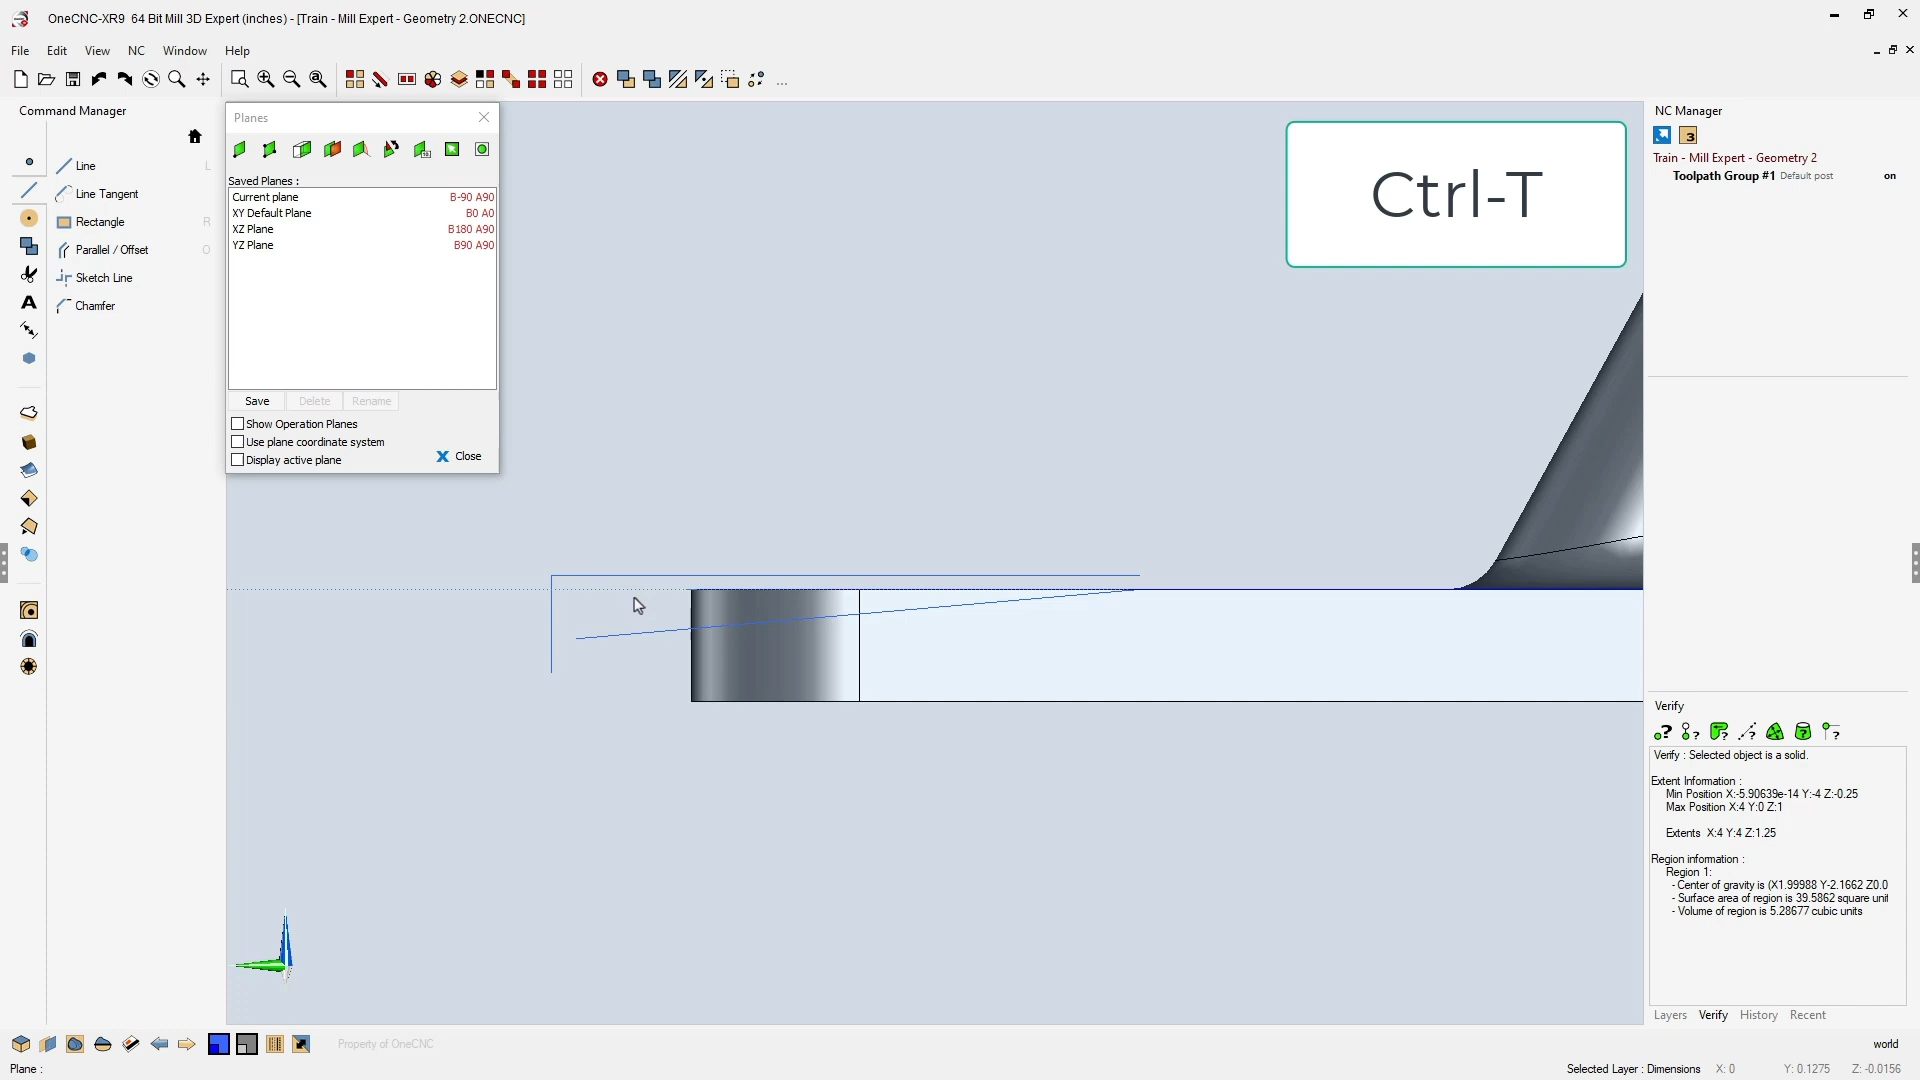 OneCNC-XR9  64 Bit Mill 3D Expert (inches) - [Train - Mill Expert - Geometry 2.ONECNC]
File Edit View NC Window Help
Command Manager
Line L
Line Tangent
Rectangle R
Parallel / Offset O
Sketch Line
Chamfer
A
Planes
Saved Planes :
Current plane B-90 A90
XY Default Plane B0 A0
XZ Plane B180 A90
YZ Plane B90 A90
Save Delete Rename
Show Operation Planes
Use plane coordinate system
Display active plane
X Close
Ctrl-T
NC Manager
3
Train - Mill Expert - Geometry 2
Toolpath Group #1 Default post on
Verify
Verify : Selected object is a solid.
Extent Information :
Min Position X:-5.90639e-14 Y:-4 Z:-0.25
Max Position X:4 Y:0 Z:1
Extents  X:4 Y:4 Z:1.25
Region information :
Region 1:
- Center of gravity is (X1.99988 Y-2.1662 Z0.0
- Surface area of region is 39.5862 square unit
- Volume of region is 5.28677 cubic units
Layers Verify History Recent
Property of OneCNC
world
Plane :
Selected Layer : Dimensions X: 0 Y: 0.1275 Z: -0.0156